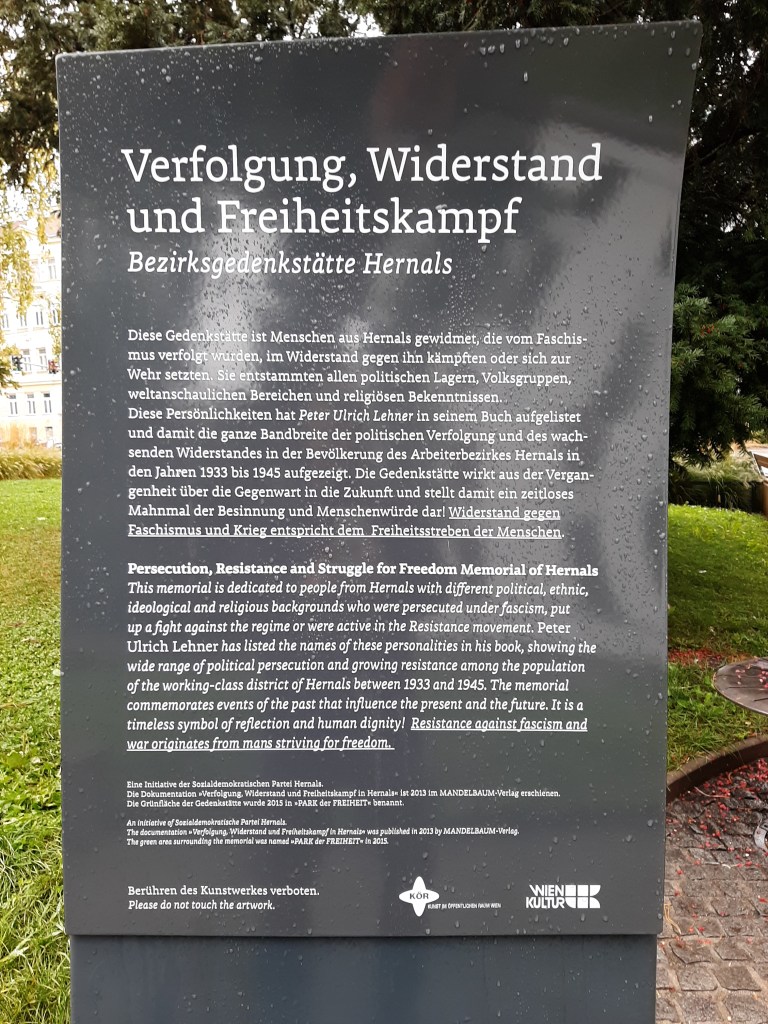 Verfolgung, Widerstand
und Freiheitskampf
Bezirksgedenkstätte Hernals
Diese Gedenkstätte ist Menschen aus Hernals gewidmet, die vom Faschis-
mus verfolgt wurden, im Widerstand gegen ihn kämpften oder sich zur
Wehr setzten. Sie entstammten allen politischen Lagern, Volksgruppen,
weltanschaulichen Bereichen und religiösen Bekenntnissen.
Diese Persönlichkeiten hat Peter Ulrich Lehner in seinem Buch aufgelistet
und damit die ganze Bandbreite der politischen Verfolgung und des wach-
senden Widerstandes in der Bevölkerung des Arbeiterbezirkes Hernals in
den Jahren 1933 bis 1945 aufgezeigt. Die Gedenkstätte wirkt aus der Vergan-
genheit über die Gegenwart in die Zukunft und stellt damit ein zeitloses
Mahnmal der Besinnung und Menschenwürde dar! Widerstand gegen
Faschismus und Krieg entspricht dem Freiheitsstreben der Menschen.
Persecution, Resistance and Struggle for Freedom Memorial of Hernals
This memorial is dedicated to people from Hernals with different political, ethnic,
ideological and religious backgrounds who were persecuted under fascism, put
up a fight against the regime or were active in the Resistance movement. Peter
Ulrich Lehner has listed the names of these personalities in his book, showing the
wide range of political persecution and growing resistance among the population
of the working-class district of Hernals between 1933 and 1945. The memorial
commemorates events of the past that influence the present and the future. It is a
timeless symbol of reflection and human dignity! Resistance against fascism and
war originates from mans striving for freedom.
Eine Initiative der Sozialdemokratischen Partei Hernals.
Die Dokumentation »Verfolgung, Widerstand und Freiheitskampf in Hernals« ist 2013 im MANDELBAUM-Verlag erschienen.
Die Grünfläche der Gedenkstätte wurde 2015 in »PARK der FREIHEIT« benannt.
An initiative of Sozialdemokratische Partei Hernals.
The documentation »Verfolgung, Widerstand und Freiheitskampf in Hernals« was published in 2013 by MANDELBAUM-Verlag.
The green area surrounding the memorial was named »PARK der FREIHEIT« in 2015.
Berühren des Kunstwerkes verboten.
Please do not touch the artwork.
KÖR
KUNST IM ÖFFENTLICHEN RAUM WIEN
WIEN
KULTUR